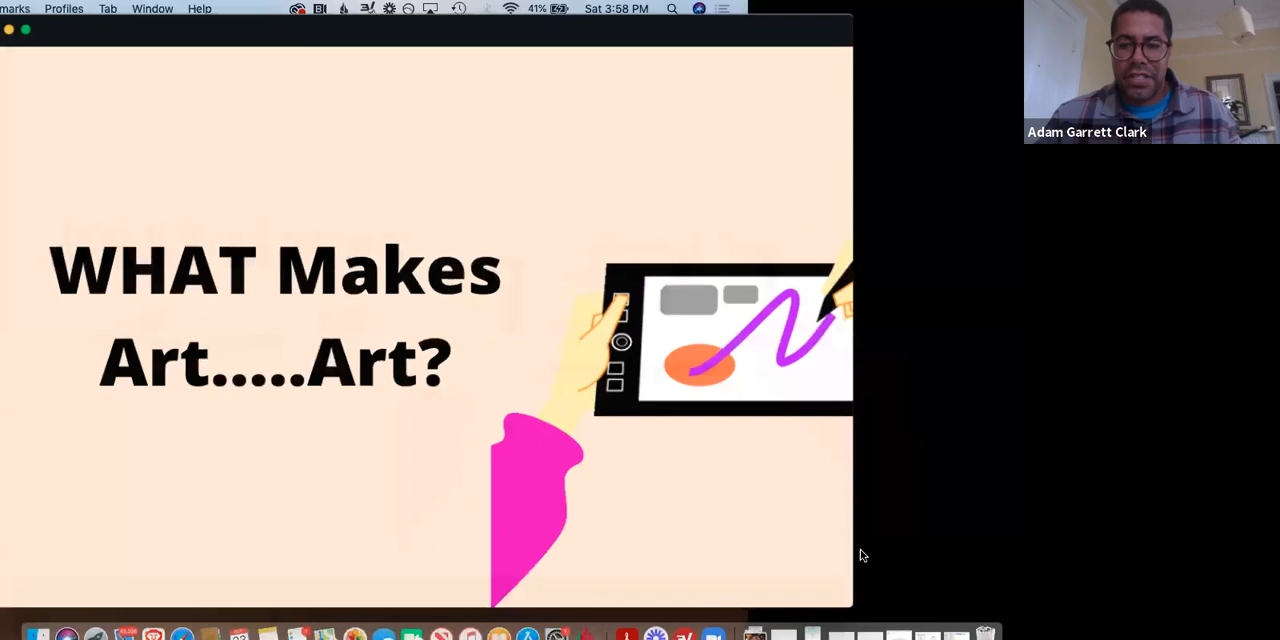 marks Profiles Tab Window Help 41% Sat 3:58 PM
WHAT Makes
Art.....Art?
Adam Garrett Clark